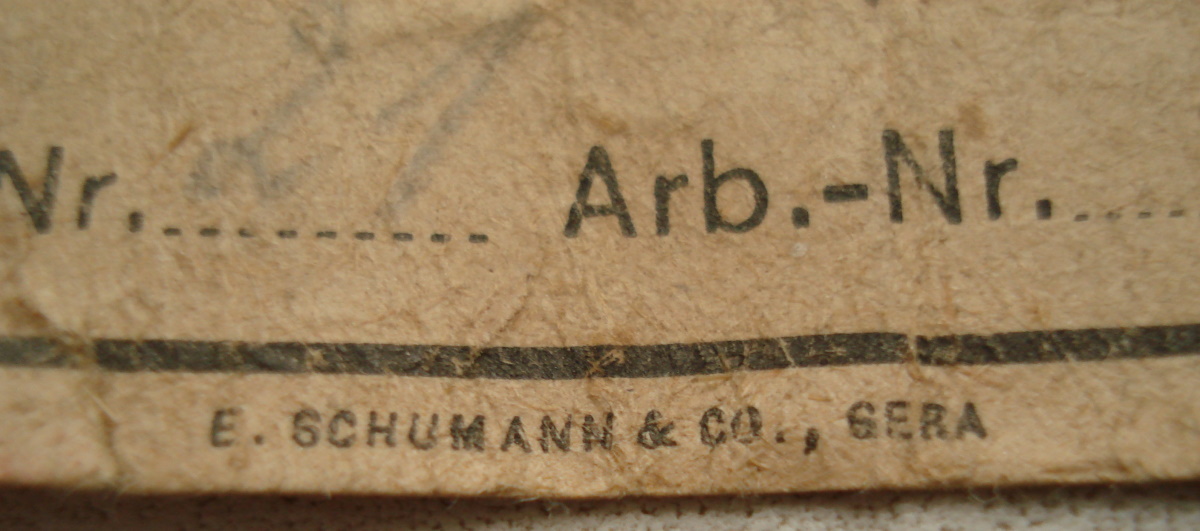 Nr. .......... Arb.-Nr. .....
E. SCHUMANN & CO., GERA